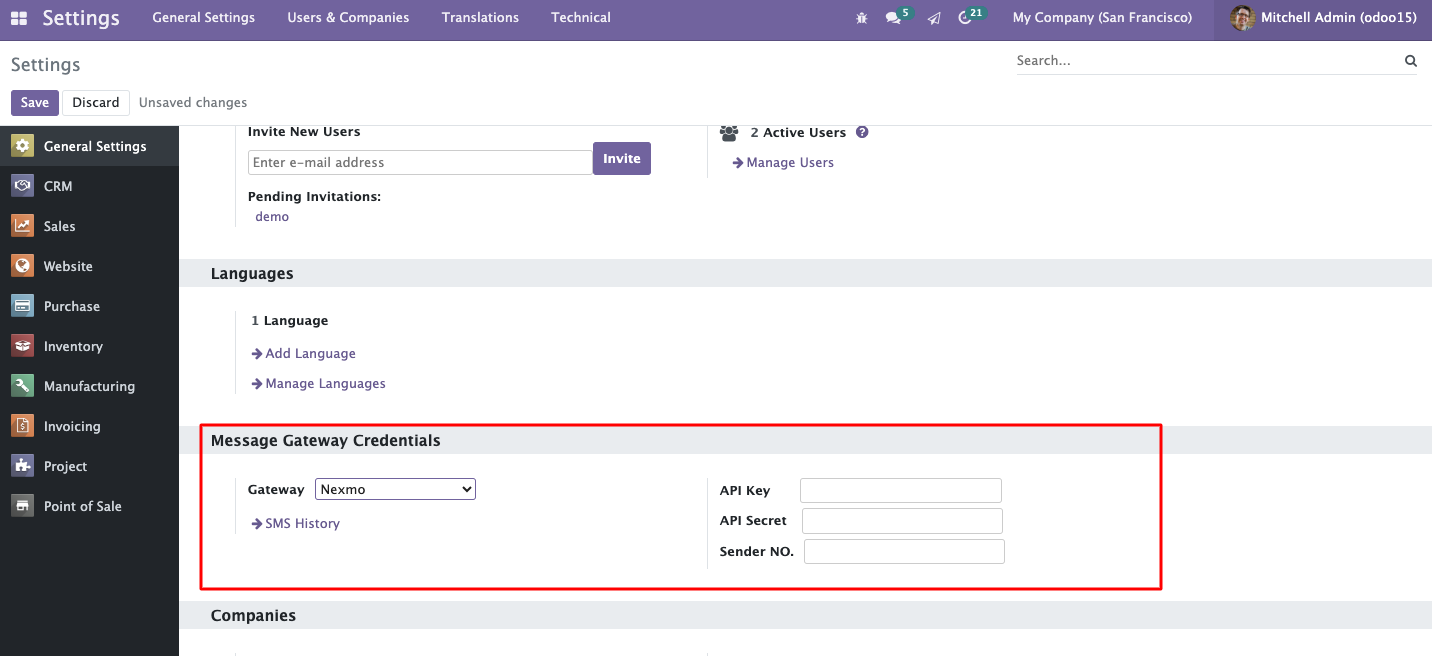 Settings General Settings Users & Companies Translations Technical 5 21 My Company (San Francisco) Mitchell Admin (odoo15)
Settings Search...
Save Discard Unsaved changes
General Settings
CRM
Sales
Website
Purchase
Inventory
Manufacturing
Invoicing
Project
Point of Sale
Invite New Users
Enter e-mail address Invite
Pending Invitations:
demo
2 Active Users ?
Manage Users
Languages
1 Language
Add Language
Manage Languages
Message Gateway Credentials
Gateway Nexmo
SMS History
API Key
API Secret
Sender NO.
Companies